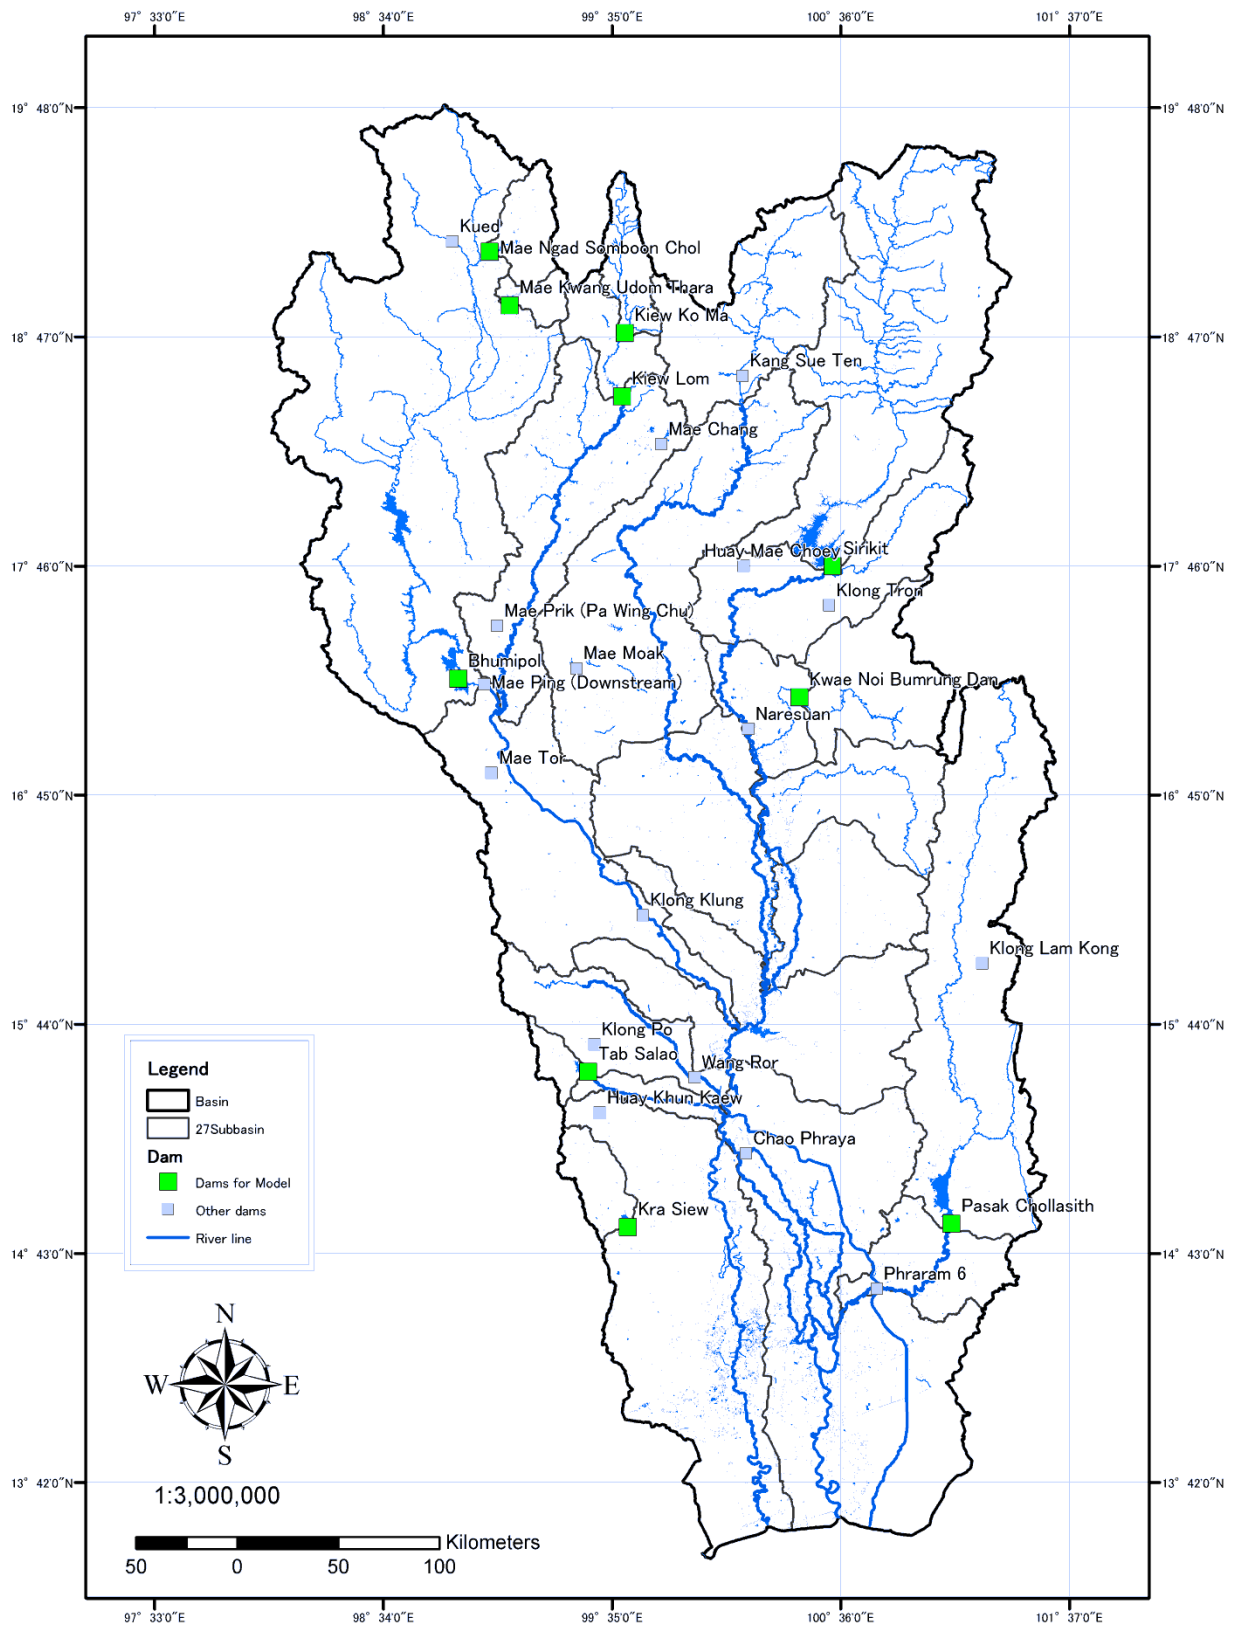 97° 33'0"E
98° 34'0"E
99° 35'0"E
100° 36'0"E
101° 37'0"E
19° 48'0"N
19° 48'0"N
Kued
Mae Ngad Somboon Chol
Mae Kwang Udom Thara
Kiew Ko Ma
18° 47'0"N
18° 47'0"N
Kang Sue Ten
Kiew Lom
Mae Chang
Huay Mae Choey
Sirikit
17° 46'0"N
17° 46'0"N
Klong Tron
Mae Prik (Pa Wing Chu)
Mae Moak
Bhumipol
Mae Ping (Downstream)
Kwae Noi Bumrung Dan
Naresuan
Mae Tor
16° 45'0"N
16° 45'0"N
Klong Klung
Klong Lam Kong
15° 44'0"N
15° 44'0"N
Klong Po
Tab Salao
Wang Ror
Huay Khun Kaew
Chao Phraya
Kra Siew
Pasak Chollasith
14° 43'0"N
14° 43'0"N
Phraram 6
Legend
Basin
27Subbasin
Dam
Dams for Model
Other dams
River line
N
W
E
S
13° 42'0"N
13° 42'0"N
1:3,000,000
Kilometers
50
0
50
100
97° 33'0"E
98° 34'0"E
99° 35'0"E
100° 36'0"E
101° 37'0"E